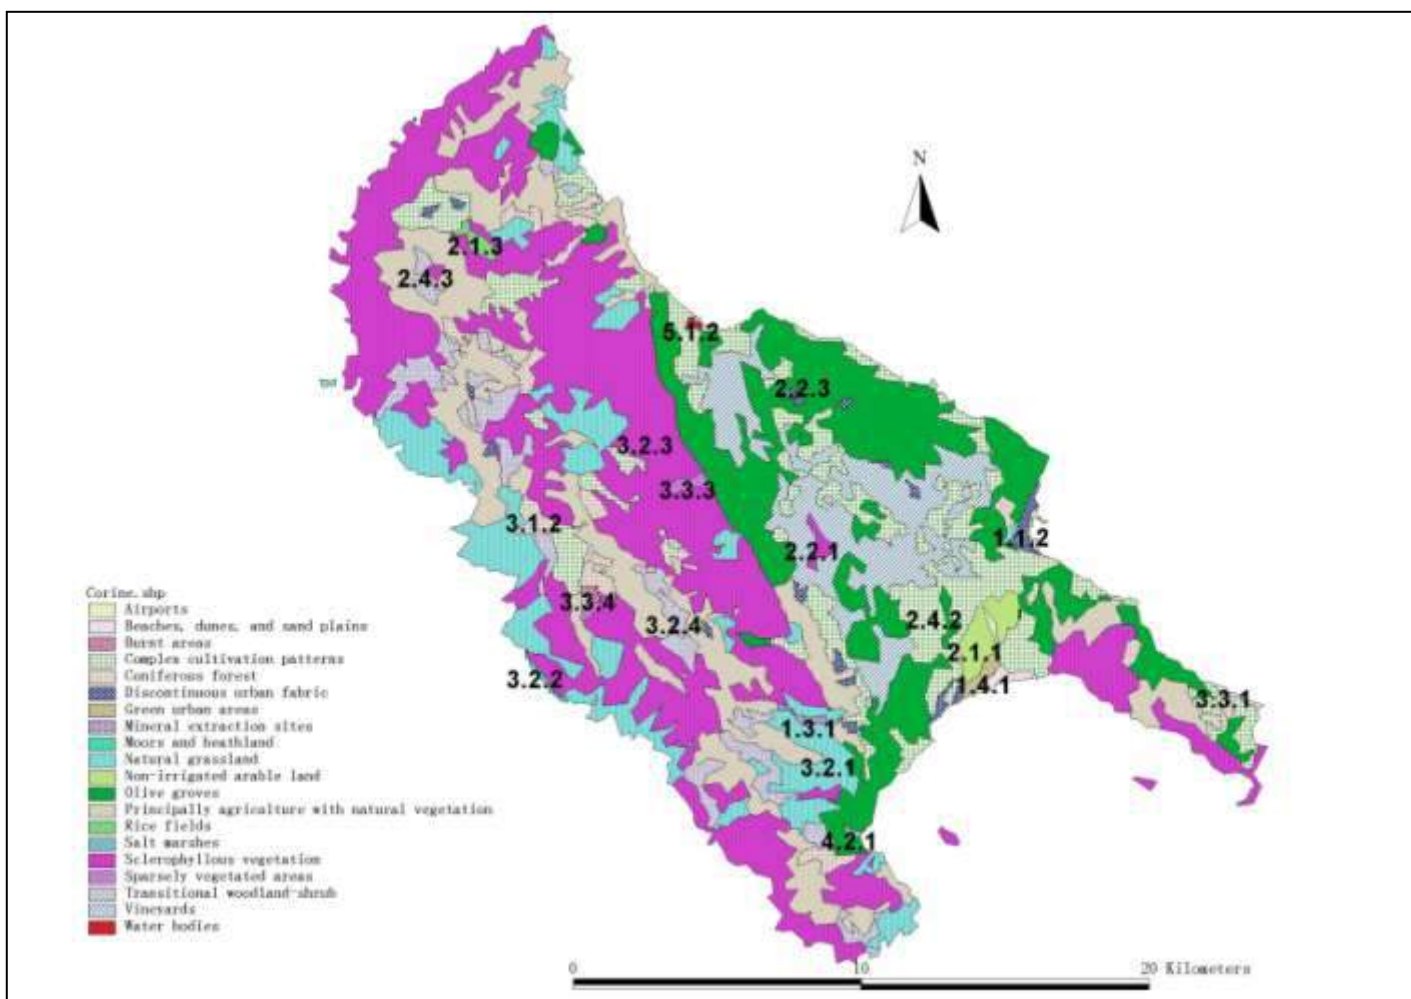 N
2.1.3
2.4.3
5.1.2
2.2.3
3.2.3
3.3.3
3.1.2
2.2.1
1.1.2
3.3.4
3.2.4
2.4.2
2.1.1
3.2.2
1.4.1
3.3.1
1.3.1
3.2.1
4.2.1
Corine.shp
Airports
Beaches, dunes, and sand plains
Burst areas
Complex cultivation patterns
Coniferous forest
Discontinuous urban fabric
Green urban areas
Mineral extraction sites
Moors and heathland
Natural grassland
Non-irrigated arable land
Olive groves
Principally agriculture with natural vegetation
Rice fields
Salt marshes
Sclerophyllous vegetation
Sparsely vegetated areas
Transitional woodland-shrub
Vineyards
Water bodies
0 10 20 Kilometers